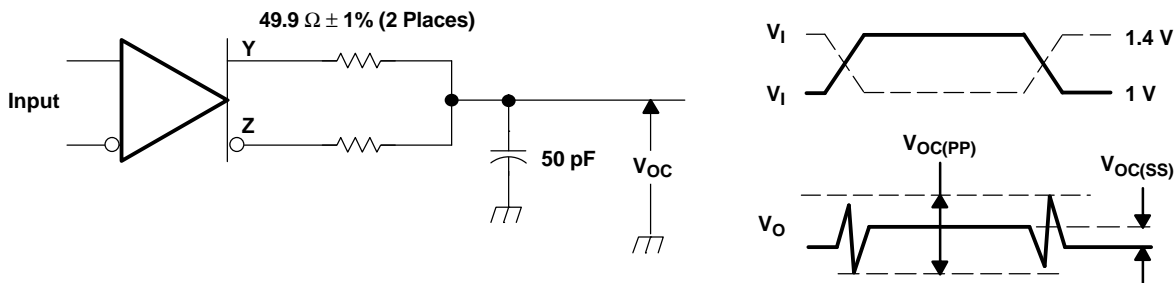 49.9 Ω ± 1% (2 Places)
Y
Input
Z
50 pF
VOC
VI
1.4 V
VI
1 V
VOC(PP)
VOC(SS)
VO